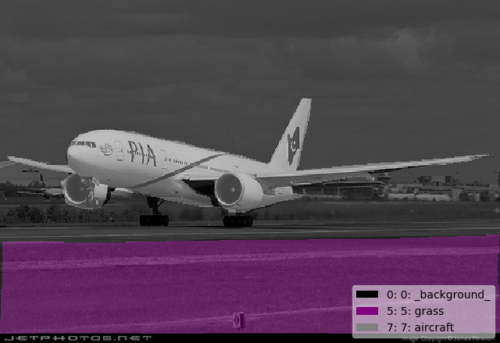 PIA
0: 0: _background_
5: 5: grass
7: 7: aircraft
JETPHOTOS.NET